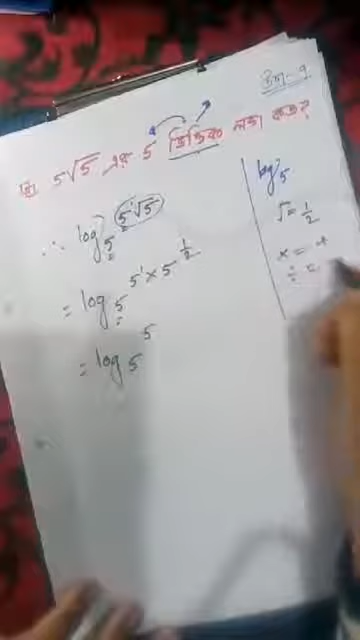 উদা - ৭
5√5 এর 5 ভিত্তিক লগ কত?
∴ log₅ 5¹√5
= log₅ 5¹ × 5^½
= log₅ 5
log₅
√ = ½
× = +
÷ =